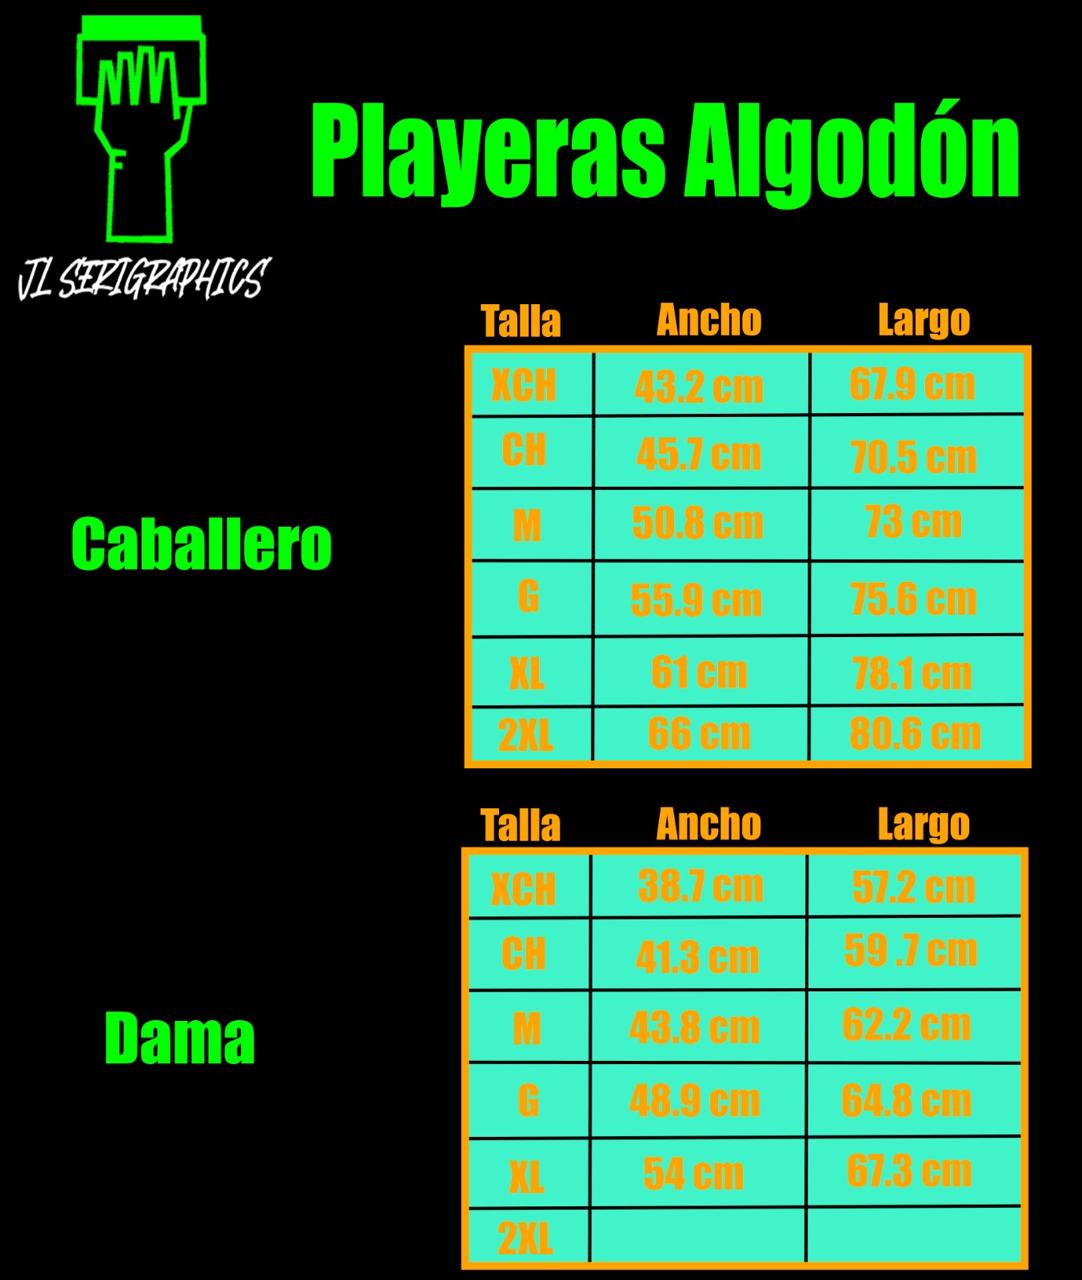 Playeras Algodón
JL SERIGRAPHICS
Talla Ancho Largo
XCH 43.2 cm 67.9 cm
CH 45.7 cm 70.5 cm
M 50.8 cm 73 cm
Caballero
G 55.9 cm 75.6 cm
XL 61 cm 78.1 cm
2XL 66 cm 80.6 cm
Talla Ancho Largo
XCH 38.7 cm 57.2 cm
CH 41.3 cm 59 .7 cm
M 43.8 cm 62.2 cm
Dama
G 48.9 cm 64.8 cm
XL 54 cm 67.3 cm
2XL